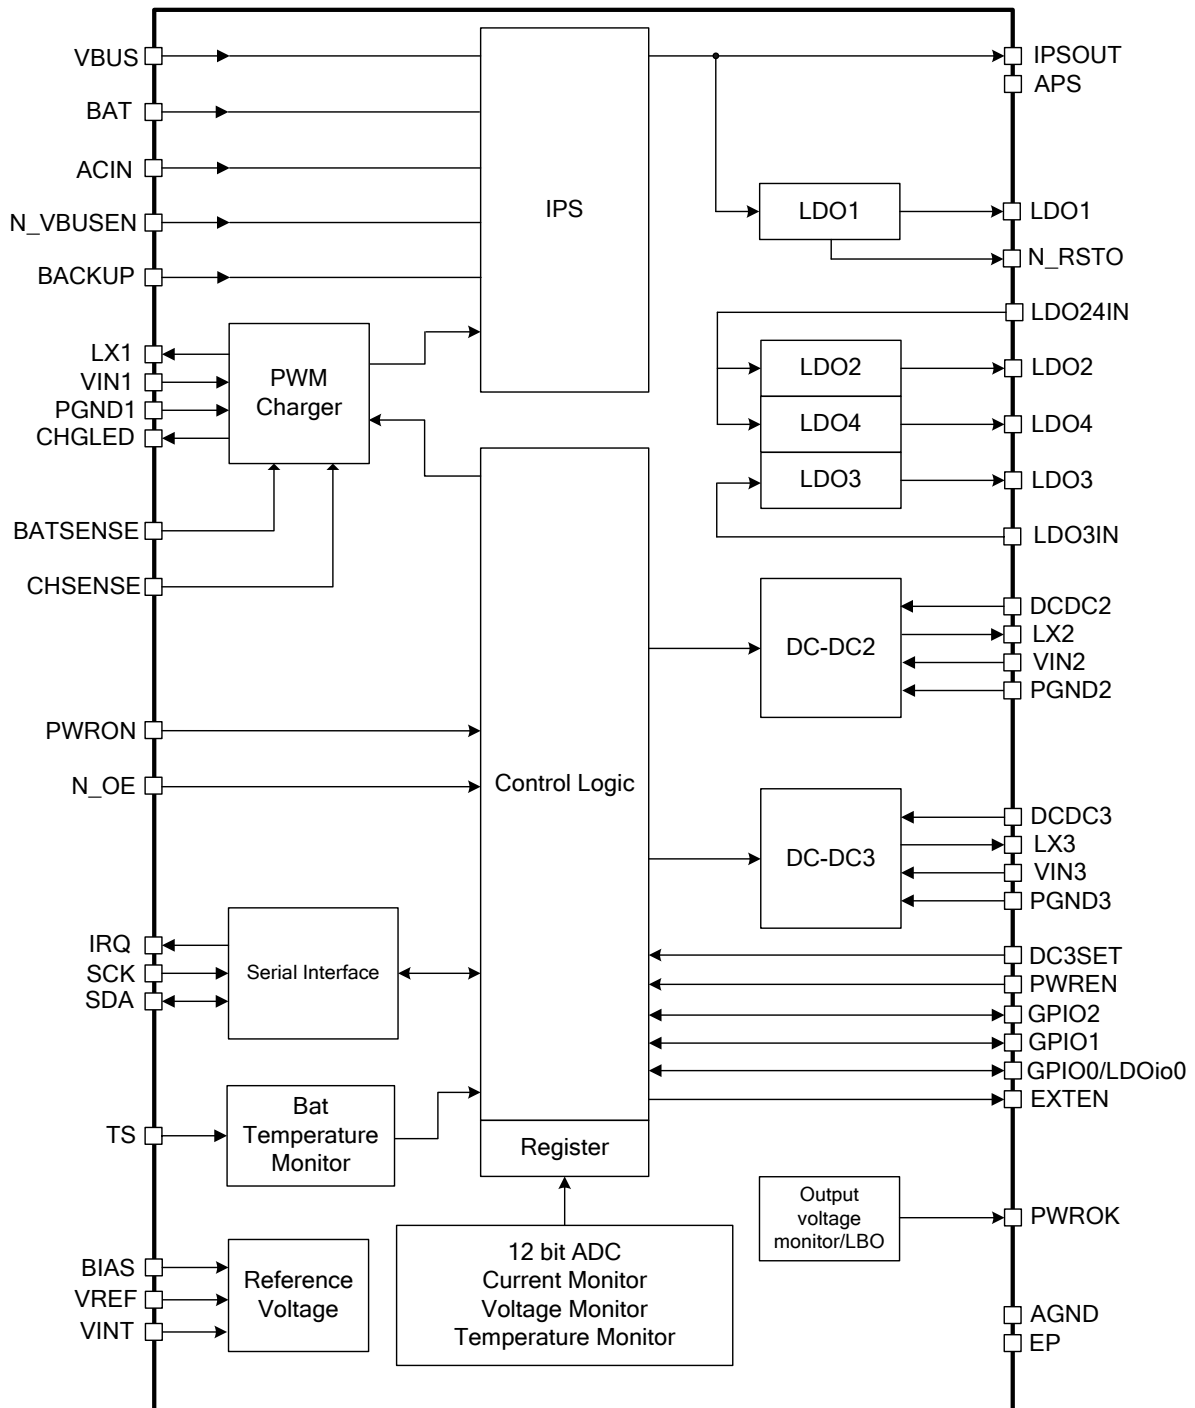 VBUS
BAT
ACIN
N_VBUSEN
BACKUP
LX1
VIN1
PGND1
CHGLED
BATSENSE
CHSENSE
PWRON
N_OE
IRQ
SCK
SDA
TS
BIAS
VREF
VINT
PWM
Charger
Serial Interface
Bat
Temperature
Monitor
Reference
Voltage
IPS
Control Logic
Register
12 bit ADC
Current Monitor
Voltage Monitor
Temperature Monitor
LDO1
LDO2
LDO4
LDO3
DC-DC2
DC-DC3
Output
voltage
monitor/LBO
IPSOUT
APS
LDO1
N_RSTO
LDO24IN
LDO2
LDO4
LDO3
LDO3IN
DCDC2
LX2
VIN2
PGND2
DCDC3
LX3
VIN3
PGND3
DC3SET
PWREN
GPIO2
GPIO1
GPIO0/LDOio0
EXTEN
PWROK
AGND
EP